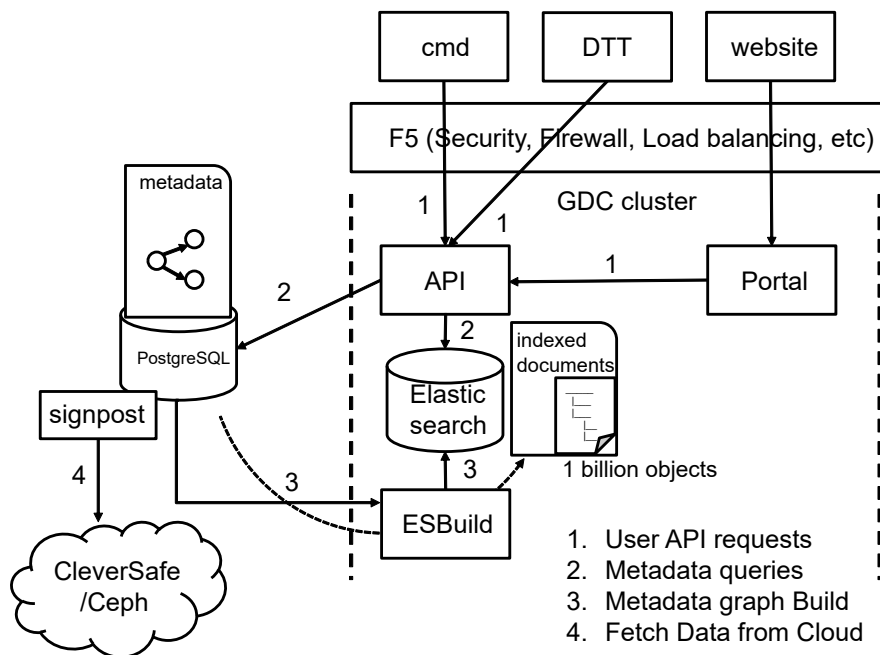 cmd
DTT
website
F5 (Security, Firewall, Load balancing, etc)
metadata
GDC cluster
1
1
API
1
Portal
2
2
PostgreSQL
indexed
documents
Elastic
search
signpost
4
3
3
1 billion objects
ESBuild
CleverSafe
/Ceph
1. User API requests
2. Metadata queries
3. Metadata graph Build
4. Fetch Data from Cloud